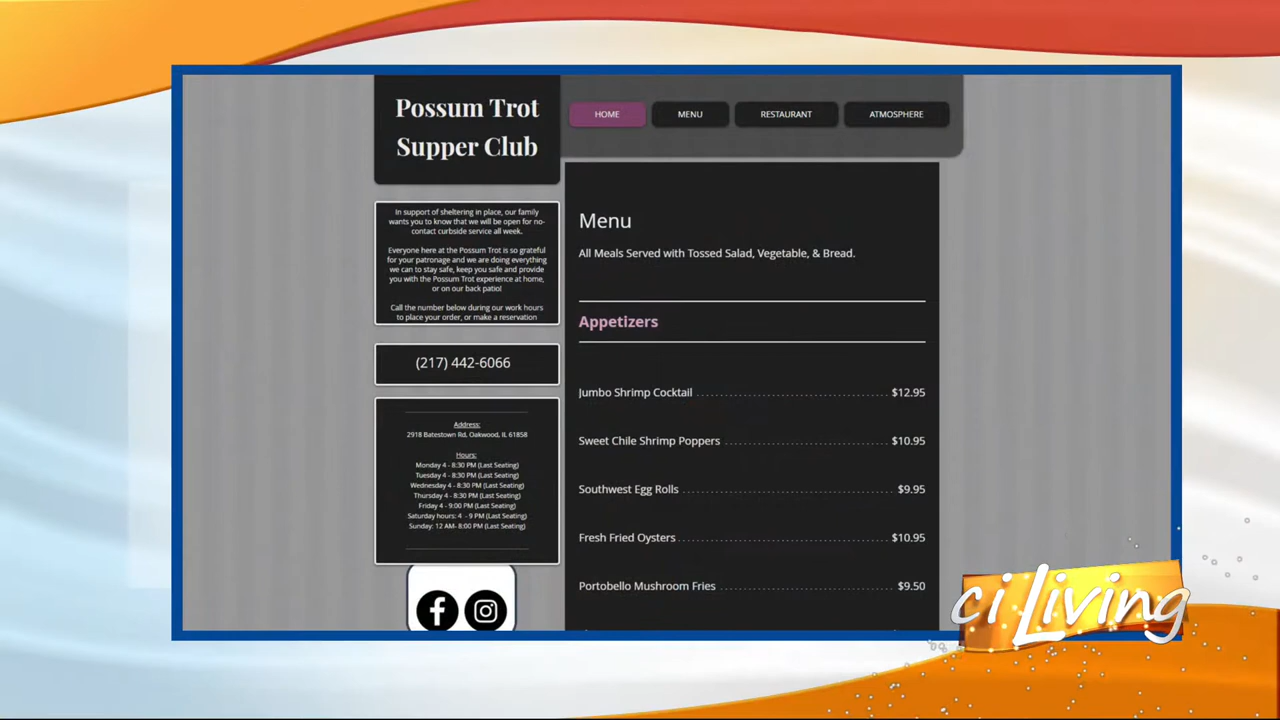 Possum Trot
Supper Club
HOME
MENU
RESTAURANT
ATMOSPHERE
In support of sheltering in place, our family
wants you to know that we will be open for no-
contact curbside service all week.
Everyone here at the Possum Trot is so grateful
for your patronage and we are doing everything
we can to stay safe, keep you safe and provide
you with the Possum Trot experience at home,
or on our back patio!
Call the number below during our work hours
to place your order, or make a reservation
(217) 442-6066
Address:
2918 Batestown Rd, Oakwood, IL 61858
Hours:
Monday 4 - 8:30 PM (Last Seating)
Tuesday 4 - 8:30 PM (Last Seating)
Wednesday 4 - 8:30 PM (Last Seating)
Thursday 4 - 8:30 PM (Last Seating)
Friday 4 - 9:00 PM (Last Seating)
Saturday hours: 4 - 9 PM (Last Seating)
Sunday: 12 AM- 8:00 PM (Last Seating)
Menu
All Meals Served with Tossed Salad, Vegetable, & Bread.
Appetizers
Jumbo Shrimp Cocktail $12.95
Sweet Chile Shrimp Poppers $10.95
Southwest Egg Rolls $9.95
Fresh Fried Oysters $10.95
Portobello Mushroom Fries $9.50
ci Living